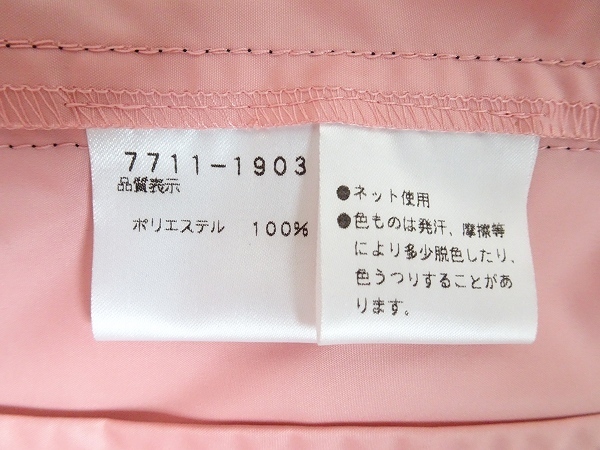 7711-1903
品質表示
ポリエステル 100%
●ネット使用
●色ものは発汗、摩擦等
により多少脱色したり、
色うつりすることがあ
ります。